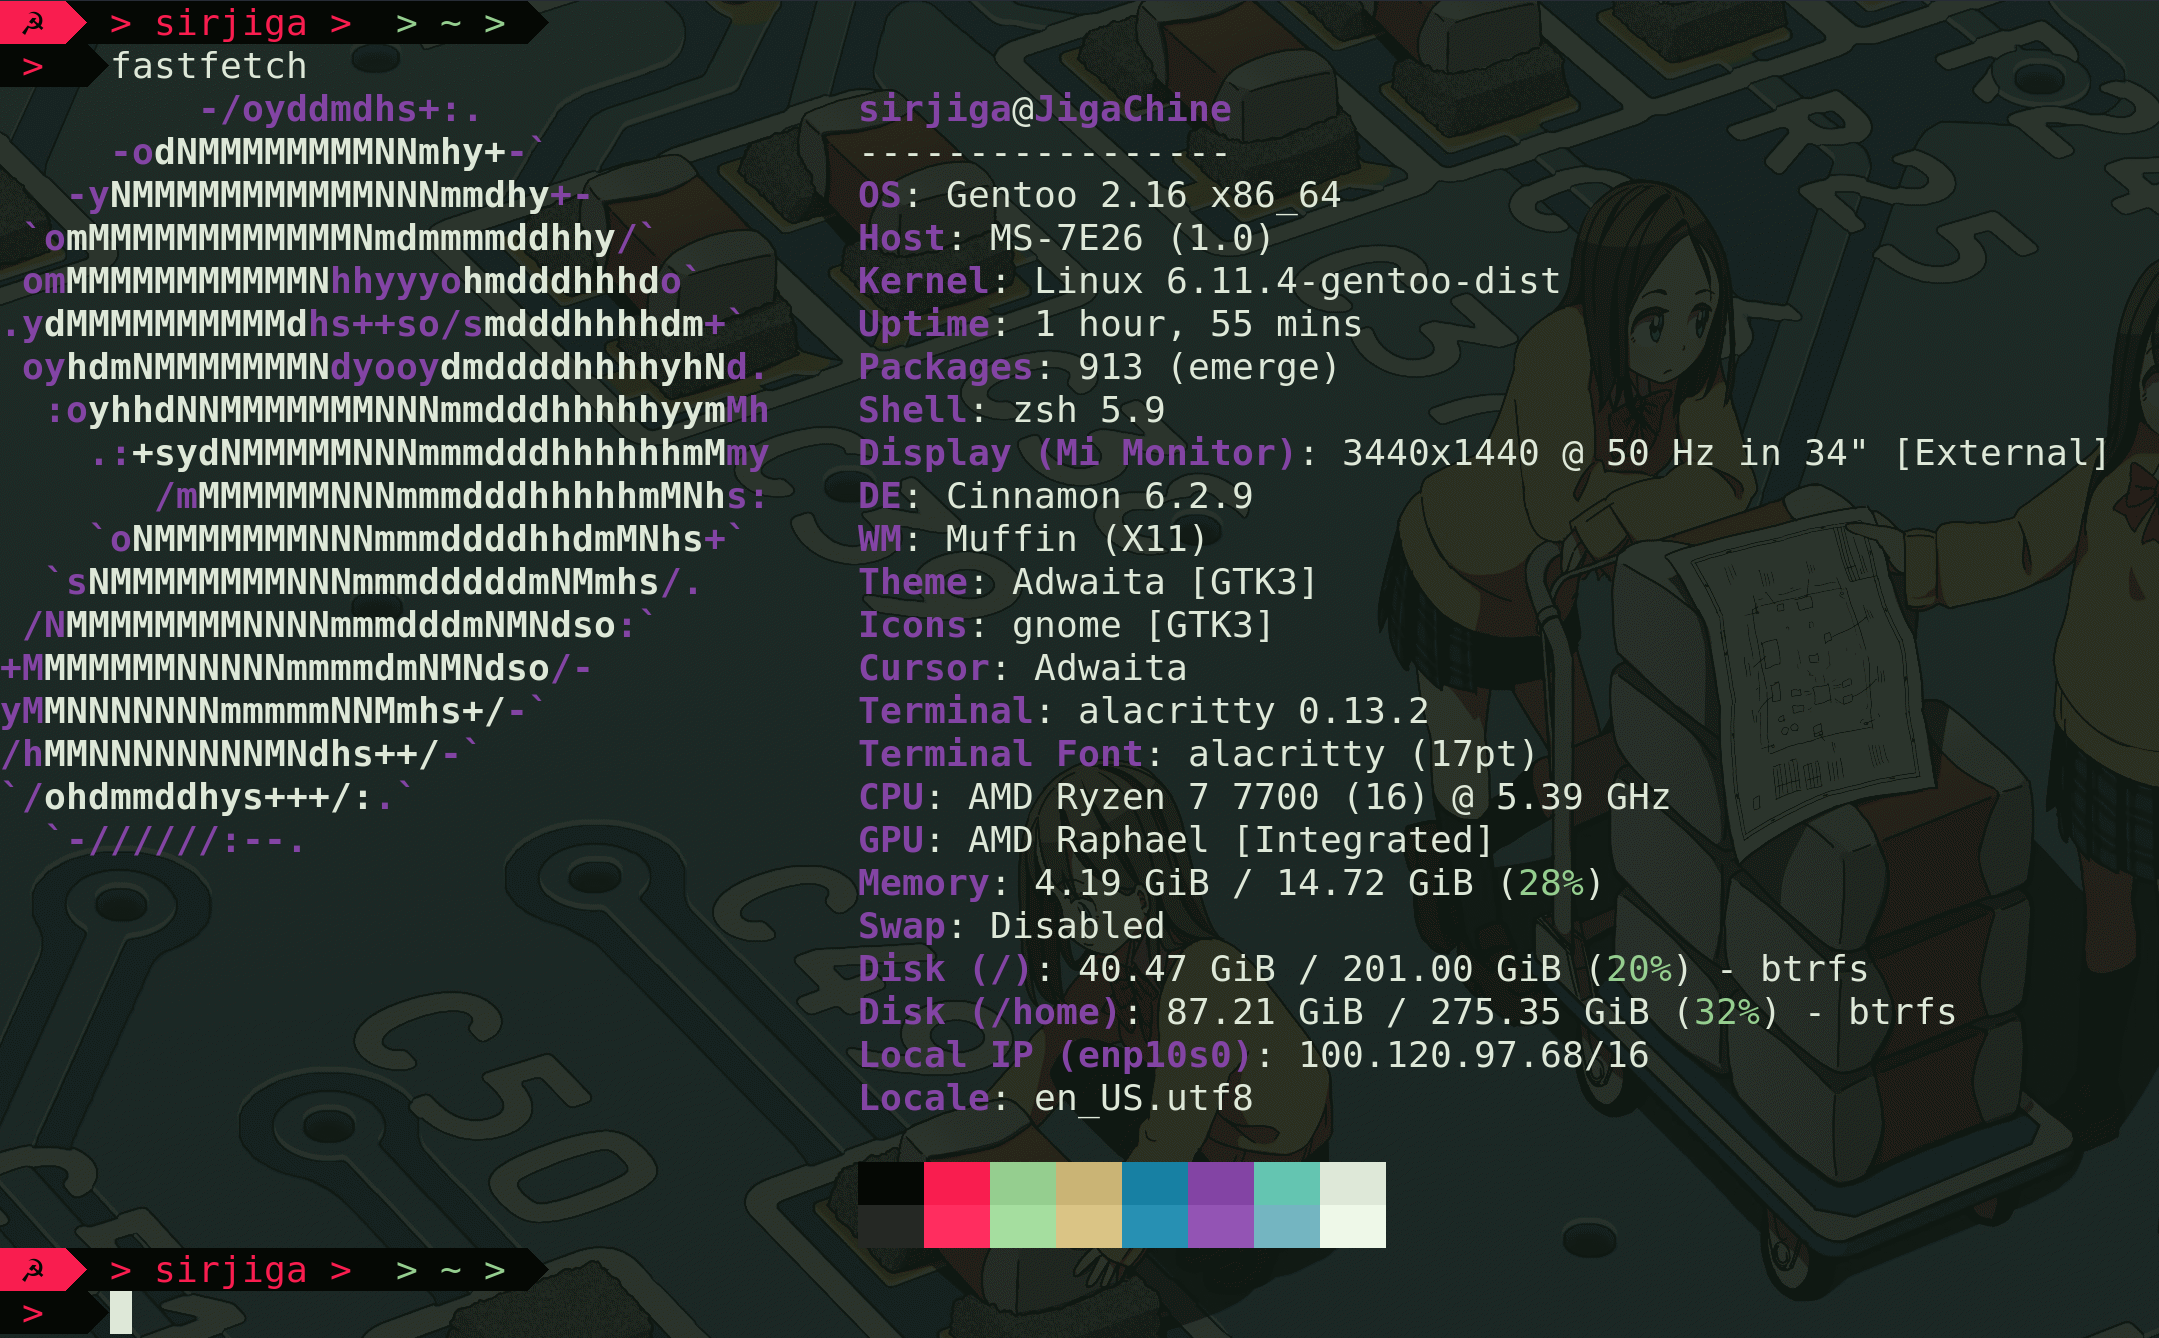 ☭ > sirjiga > > ~ >
> fastfetch
-/oyddmdhs+:.
-odNMMMMMMMMNNmhy+-`
-yNMMMMMMMMMMMNNNmmdhy+-
`omMMMMMMMMMMMMNmdmmmmddhhy/`
omMMMMMMMMMMMNhhyyyohmdddhhhdo`
.ydMMMMMMMMMMdhs++so/smdddhhhhdm+`
oyhdmNMMMMMMMNdyooydmddddhhhhyhNd.
:oyhhdNNMMMMMMMNNNmmdddhhhhhyymMh
.:+sydNMMMMMNNNmmmdddhhhhhhmMmy
/mMMMMMMNNNmmmdddhhhhhmMNhs:
`oNMMMMMMMNNNmmmddddhhdmMNhs+`
`sNMMMMMMMMNNNmmmdddddmNMmhs/.
/NMMMMMMMMNNNNmmmdddmNMNdso:`
+MMMMMMMNNNNNmmmmdmNMNdso/-
yMMNNNNNNNmmmmmNNMmhs+/-`
/hMMNNNNNNNNMNdhs++/-`
`/ohdmmddhys+++/:.`
`-//////:--.
sirjiga@JigaChine
-----------------
OS: Gentoo 2.16 x86_64
Host: MS-7E26 (1.0)
Kernel: Linux 6.11.4-gentoo-dist
Uptime: 1 hour, 55 mins
Packages: 913 (emerge)
Shell: zsh 5.9
Display (Mi Monitor): 3440x1440 @ 50 Hz in 34" [External]
DE: Cinnamon 6.2.9
WM: Muffin (X11)
Theme: Adwaita [GTK3]
Icons: gnome [GTK3]
Cursor: Adwaita
Terminal: alacritty 0.13.2
Terminal Font: alacritty (17pt)
CPU: AMD Ryzen 7 7700 (16) @ 5.39 GHz
GPU: AMD Raphael [Integrated]
Memory: 4.19 GiB / 14.72 GiB (28%)
Swap: Disabled
Disk (/): 40.47 GiB / 201.00 GiB (20%) - btrfs
Disk (/home): 87.21 GiB / 275.35 GiB (32%) - btrfs
Local IP (enp10s0): 100.120.97.68/16
Locale: en_US.utf8
C50
☭ > sirjiga > > ~ >
>